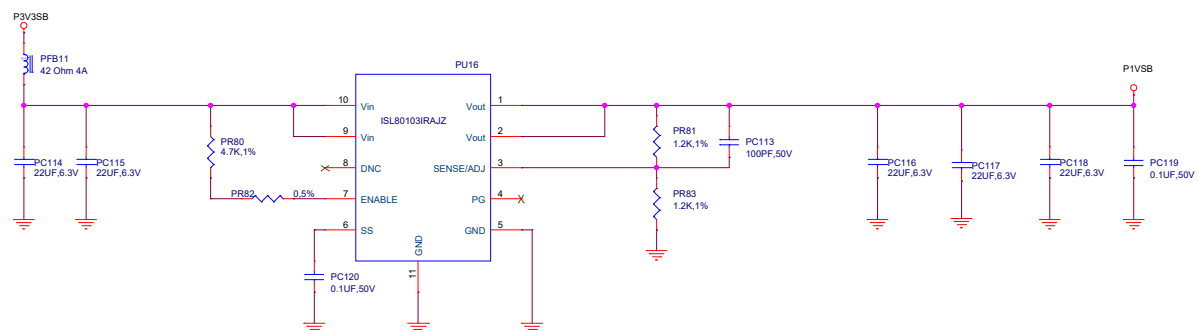 P3V3SB
PFB11
42 Ohm 4A
PC114
22UF,6.3V
PC115
22UF,6.3V
PR80
4.7K,1%
PR82
0,5%
PU16
ISL80103IRAJZ
10
Vin
9
Vin
8
DNC
7
ENABLE
6
SS
1
Vout
2
Vout
3
SENSE/ADJ
4
PG
5
GND
GND
11
PC120
0.1UF,50V
PR81
1.2K,1%
PC113
100PF,50V
PR83
1.2K,1%
PC116
22UF,6.3V
PC117
22UF,6.3V
PC118
22UF,6.3V
P1VSB
PC119
0.1UF,50V